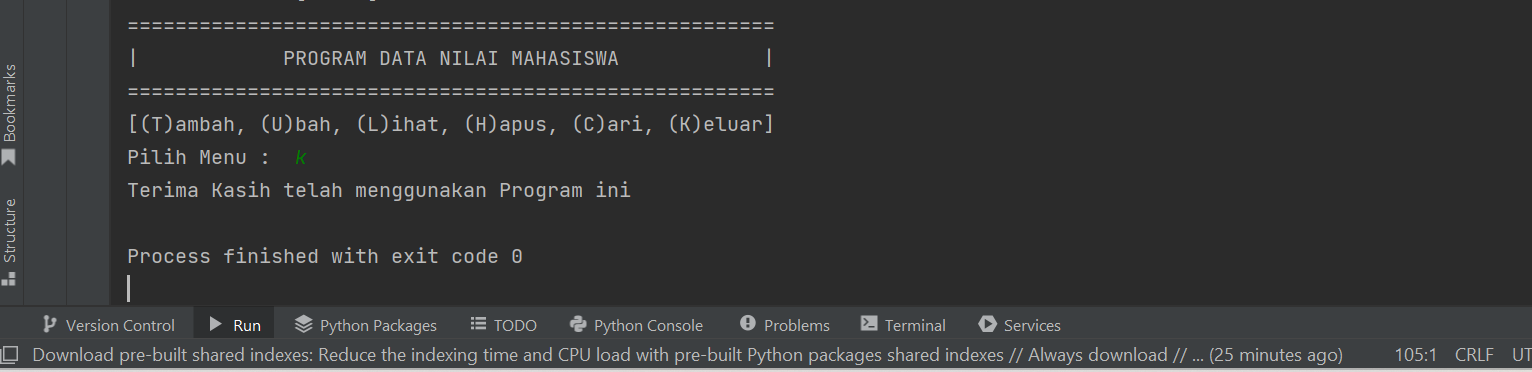 ======================================================
|            PROGRAM DATA NILAI MAHASISWA            |
======================================================
[(T)ambah, (U)bah, (L)ihat, (H)apus, (C)ari, (K)eluar]
Pilih Menu :  k
Terima Kasih telah menggunakan Program ini
Process finished with exit code 0
Bookmarks
Structure
Version Control
Run
Python Packages
TODO
Python Console
Problems
Terminal
Services
Download pre-built shared indexes: Reduce the indexing time and CPU load with pre-built Python packages shared indexes // Always download // ... (25 minutes ago)
105:1
CRLF
UT